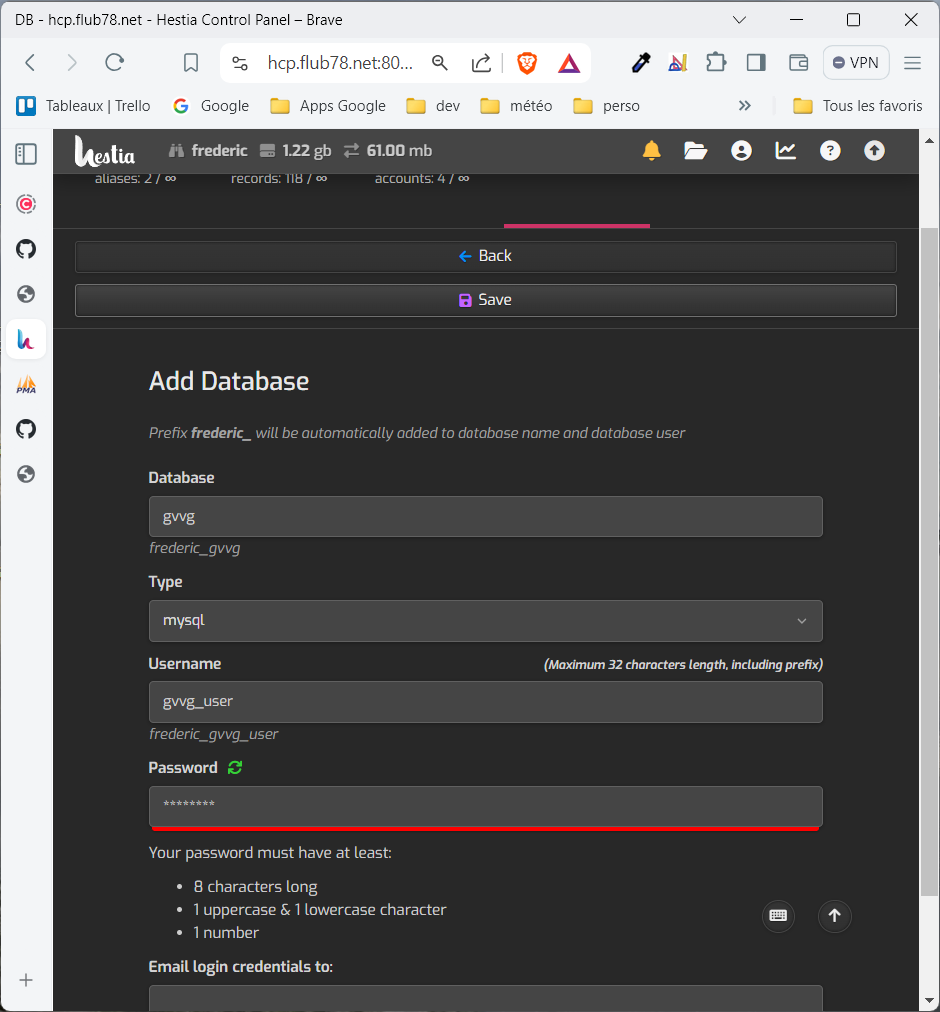 DB - hcp.flub78.net - Hestia Control Panel – Brave
hcp.flub78.net:80...
VPN
Tableaux | Trello
Google
Apps Google
dev
météo
perso
»
Tous les favoris
Hestia
frederic
1.22 gb
61.00 mb
aliases: 2 / ∞
records: 118 / ∞
accounts: 4 / ∞
Back
Save
Add Database
Prefix frederic_ will be automatically added to database name and database user
Database
gvvg
frederic_gvvg
Type
mysql
Username
(Maximum 32 characters length, including prefix)
gvvg_user
frederic_gvvg_user
Password
********
Your password must have at least:
• 8 characters long
• 1 uppercase & 1 lowercase character
• 1 number
Email login credentials to:
PMA